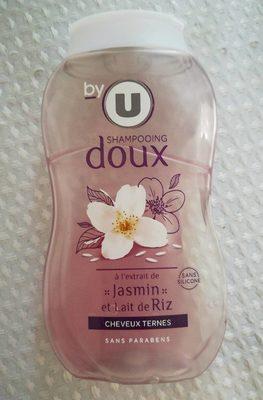 by U
SHAMPOOING
doux
à l'extrait de
Jasmin
et Lait de Riz
SANS
SILICONE
CHEVEUX TERNES
SANS PARABENS